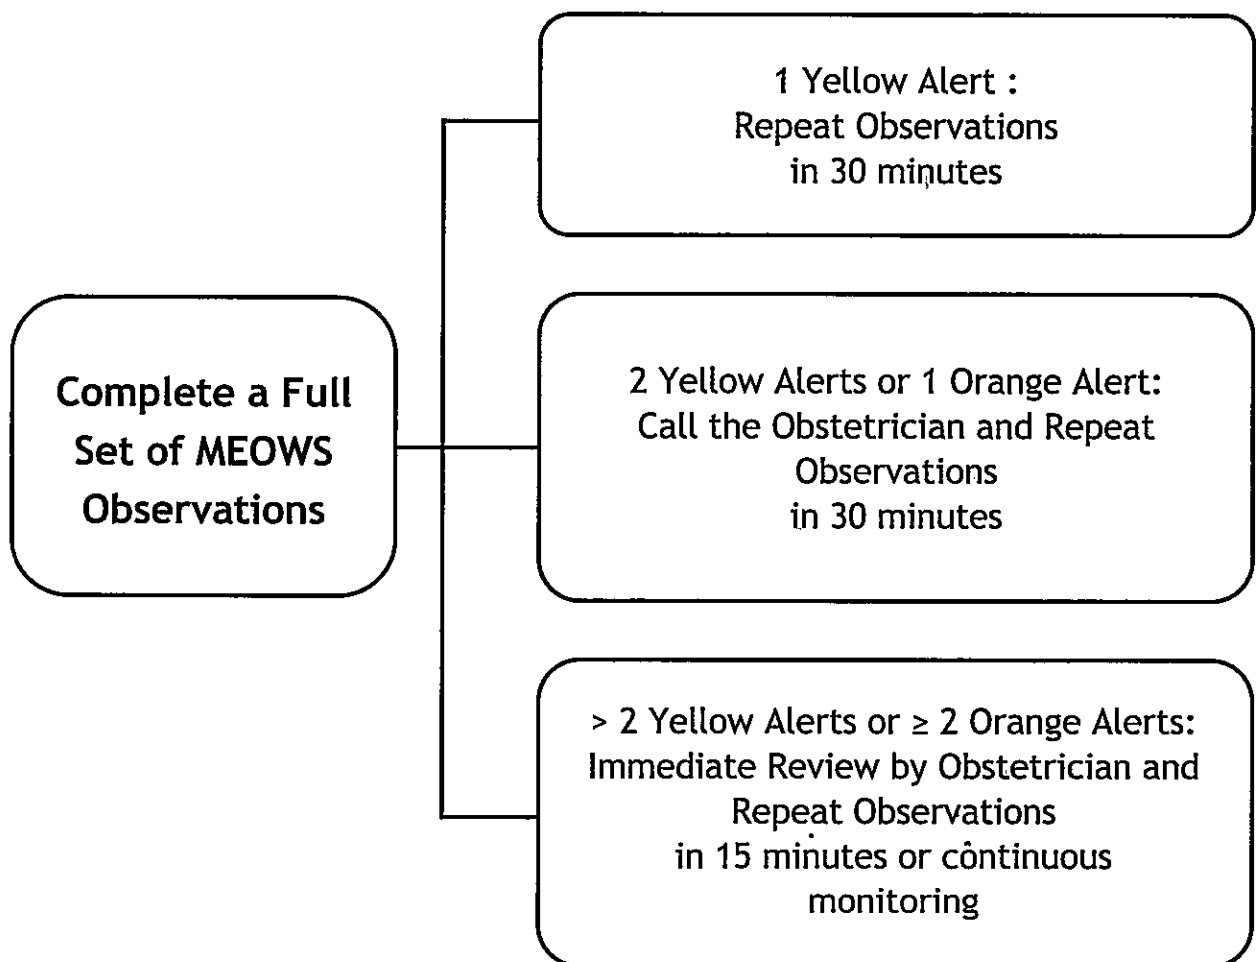 Complete a Full
Set of MEOWS
Observations
1 Yellow Alert :
Repeat Observations
in 30 minutes
2 Yellow Alerts or 1 Orange Alert:
Call the Obstetrician and Repeat
Observations
in 30 minutes
> 2 Yellow Alerts or ≥ 2 Orange Alerts:
Immediate Review by Obstetrician and
Repeat Observations
in 15 minutes or continuous
monitoring